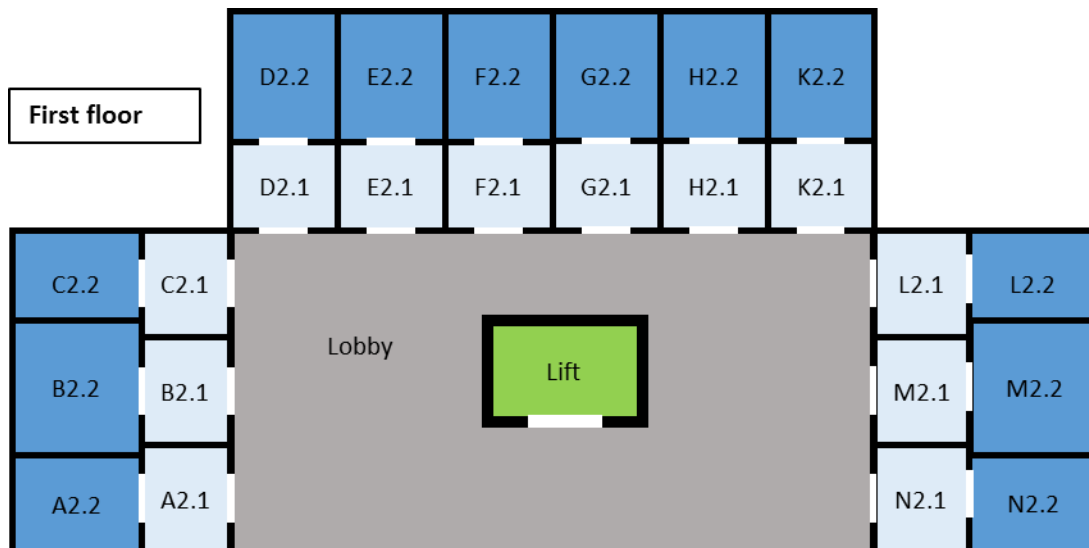 D2.2 E2.2 F2.2 G2.2 H2.2 K2.2
First floor
D2.1 E2.1 F2.1 G2.1 H2.1 K2.1
C2.2 C2.1 L2.1 L2.2
Lobby
Lift
B2.2 B2.1 M2.1 M2.2
A2.2 A2.1 N2.1 N2.2